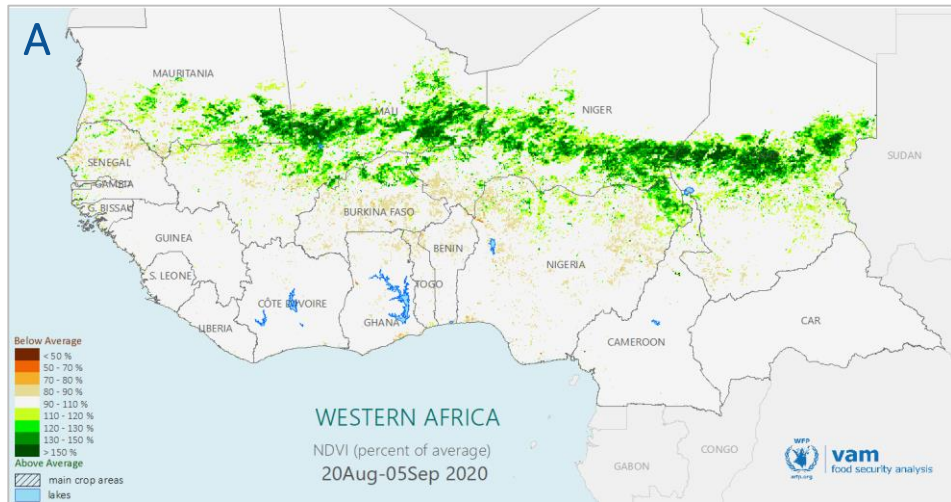 A
MAURITANIA
MALI
NIGER
SUDAN
SENEGAL
GAMBIA
G. BISSAU
BURKINA FASO
GUINEA
BENIN
NIGERIA
S. LEONE
TOGO
CÔTE D'IVOIRE
LIBERIA
GHANA
CAMEROON
CAR
Below Average
< 50 %
50 - 70 %
70 - 80 %
80 - 90 %
90 - 110 %
110 - 120 %
120 - 130 %
130 - 150 %
> 150 %
Above Average
main crop areas
lakes
WESTERN AFRICA
NDVI (percent of average)
20Aug-05Sep 2020
GABON
CONGO
WFP
wfp.org
vam
food security analysis